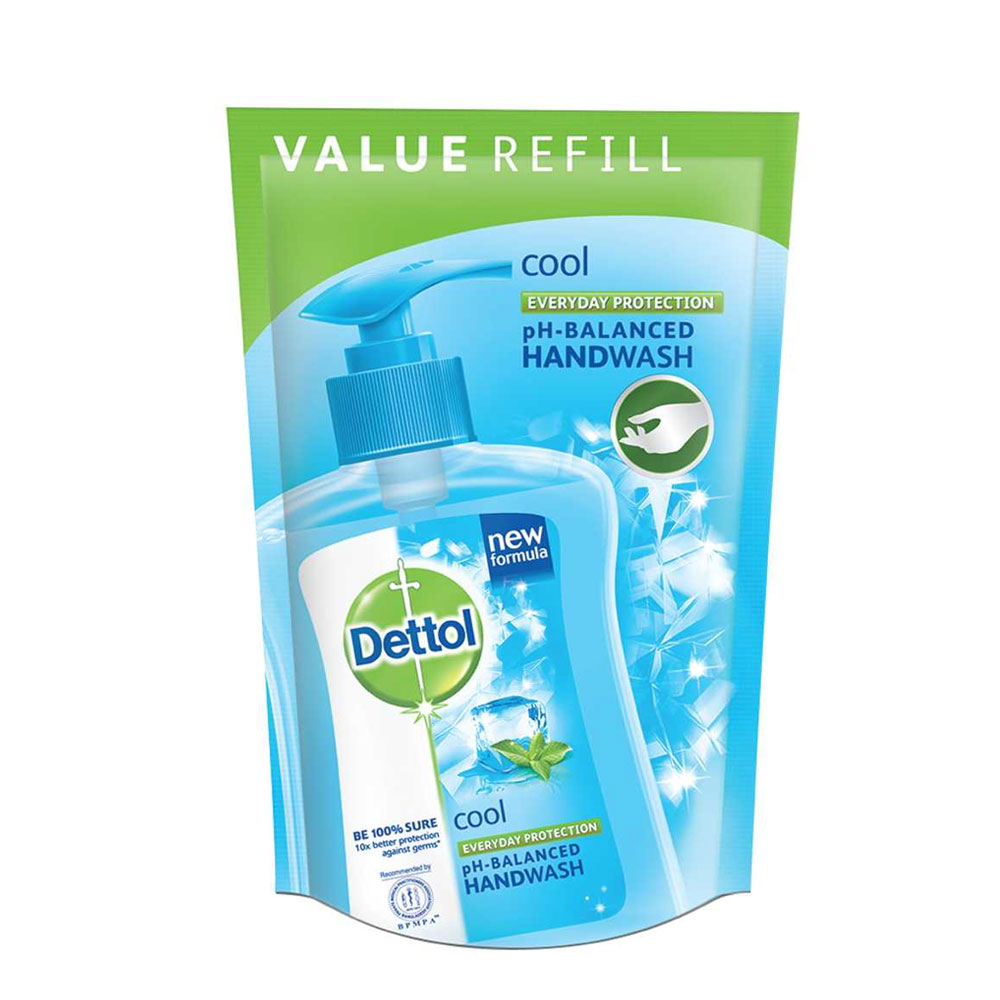 VALUE REFILL
cool
EVERYDAY PROTECTION
pH-BALANCED
HANDWASH
new
formula
Dettol
cool
EVERYDAY PROTECTION
pH-BALANCED
HANDWASH
BE 100% SURE
10x better protection
against germs*
Recommended by
BPMPA™